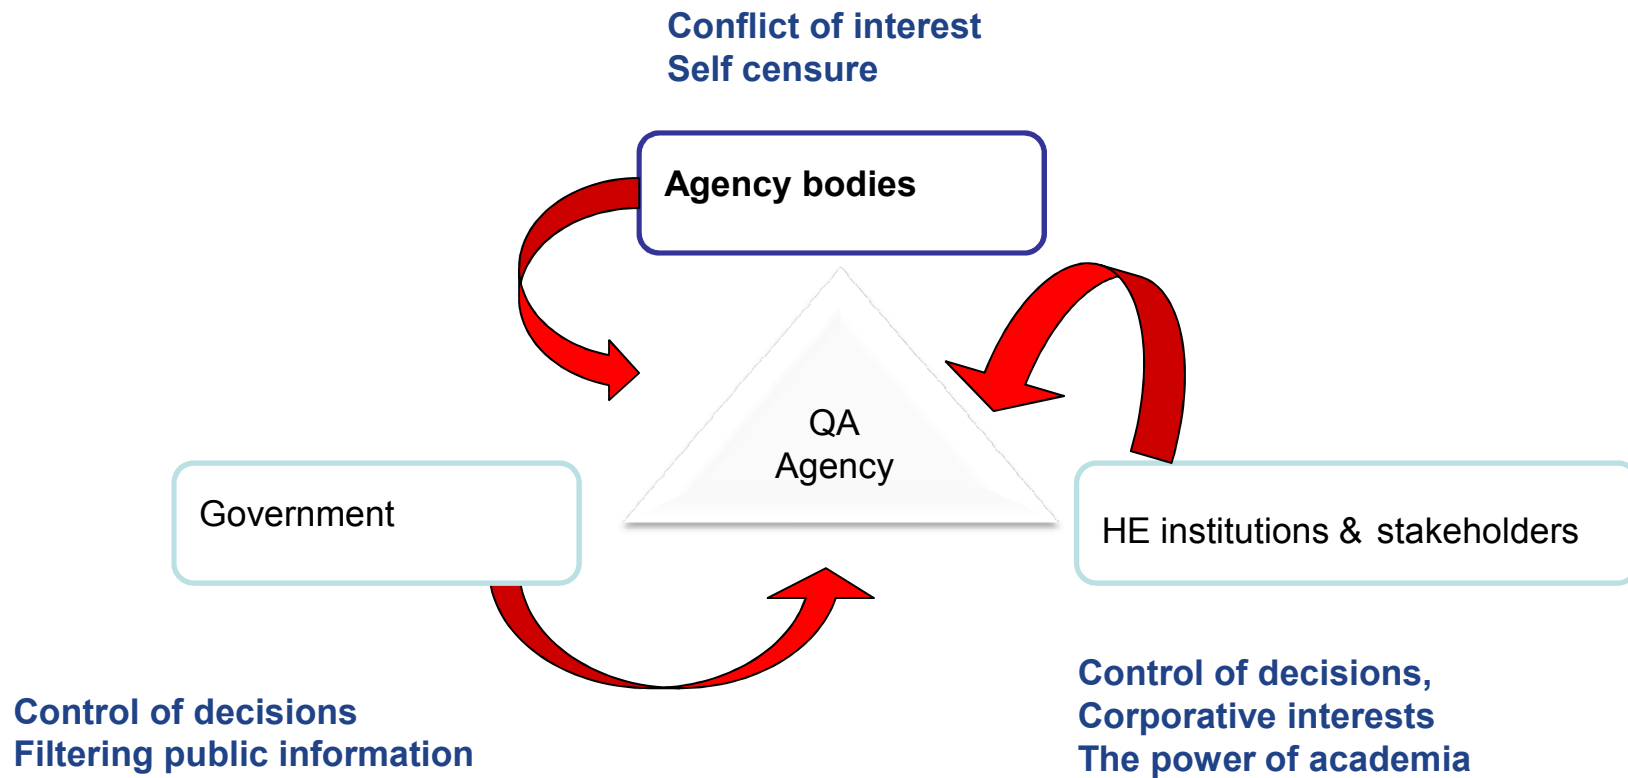 Conflict of interest
Self censure
Agency bodies
QA
Agency
Government
HE institutions & stakeholders
Control of decisions
Filtering public information
Control of decisions,
Corporative interests
The power of academia